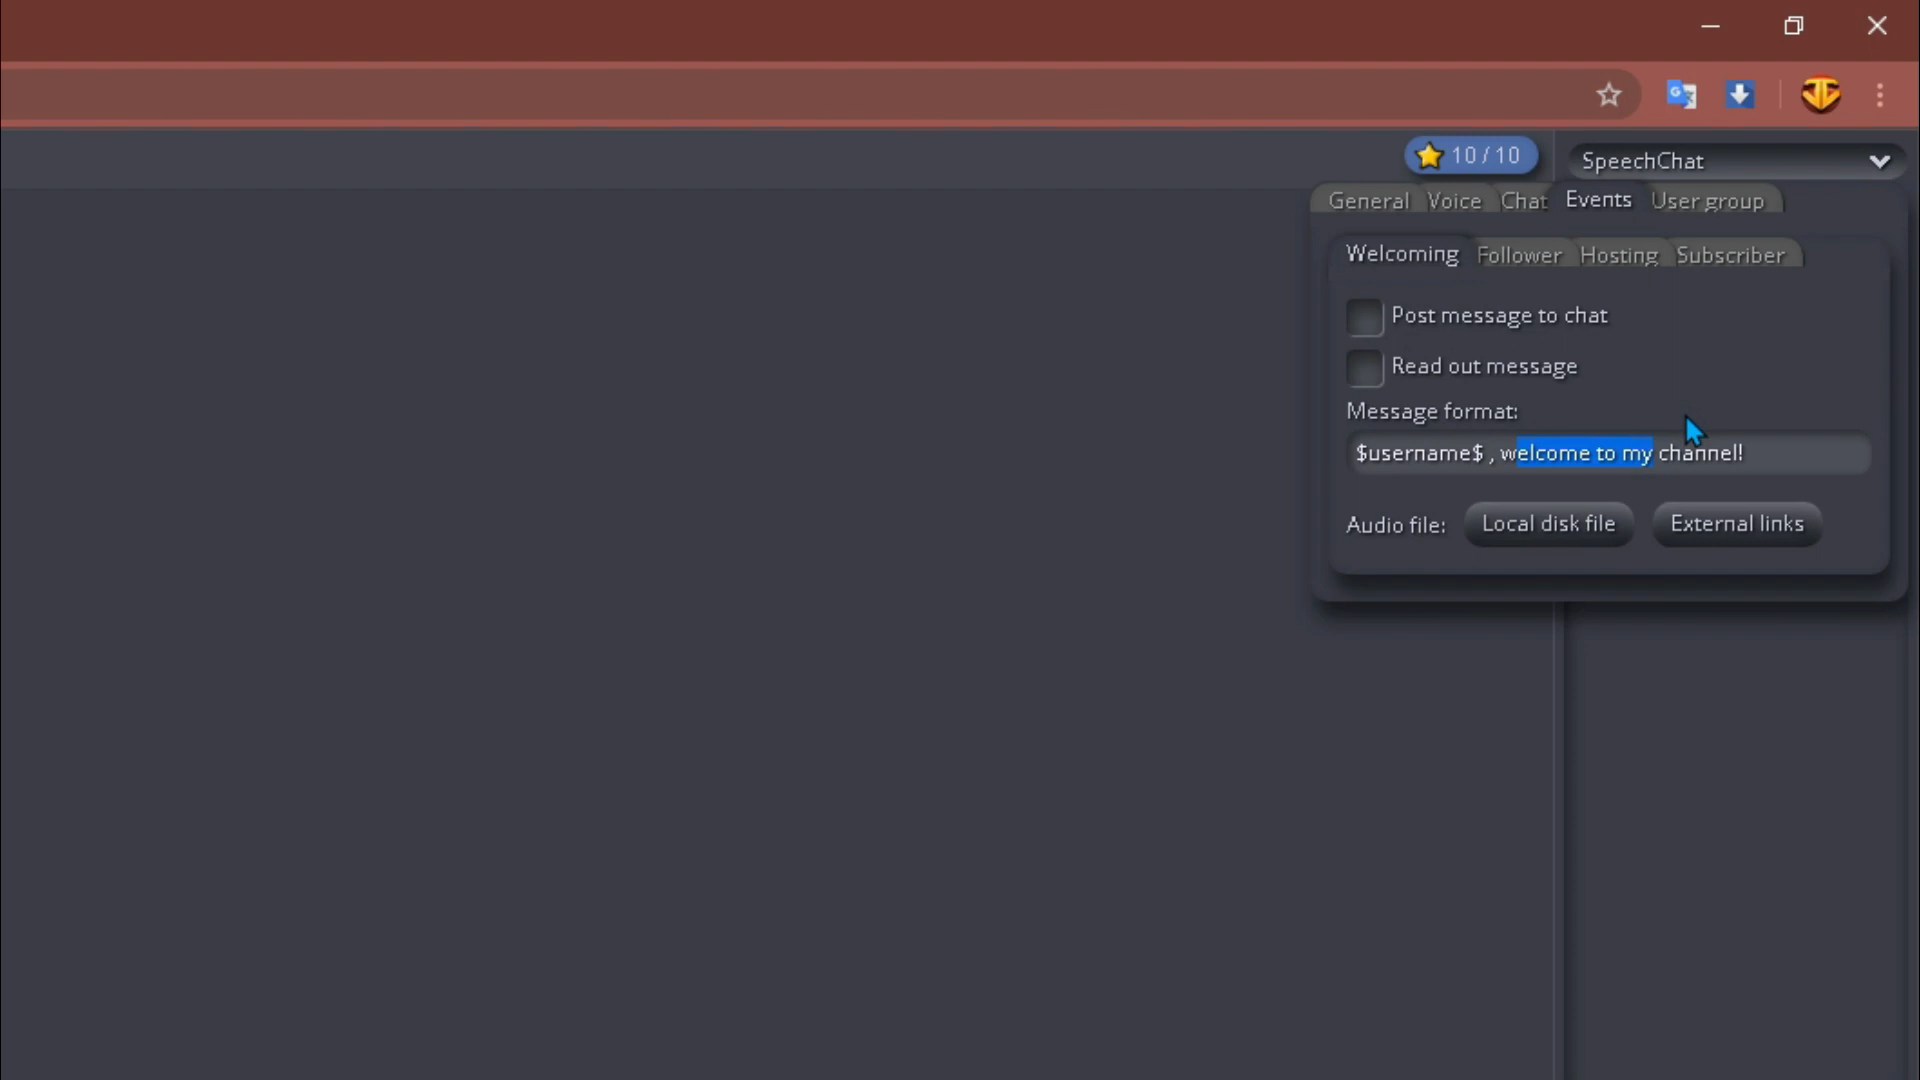 10 / 10
SpeechChat
General Voice Chat Events User group
Welcoming Follower Hosting Subscriber
Post message to chat
Read out message
Message format:
$username$ , welcome to my channel!
Audio file: Local disk file External links